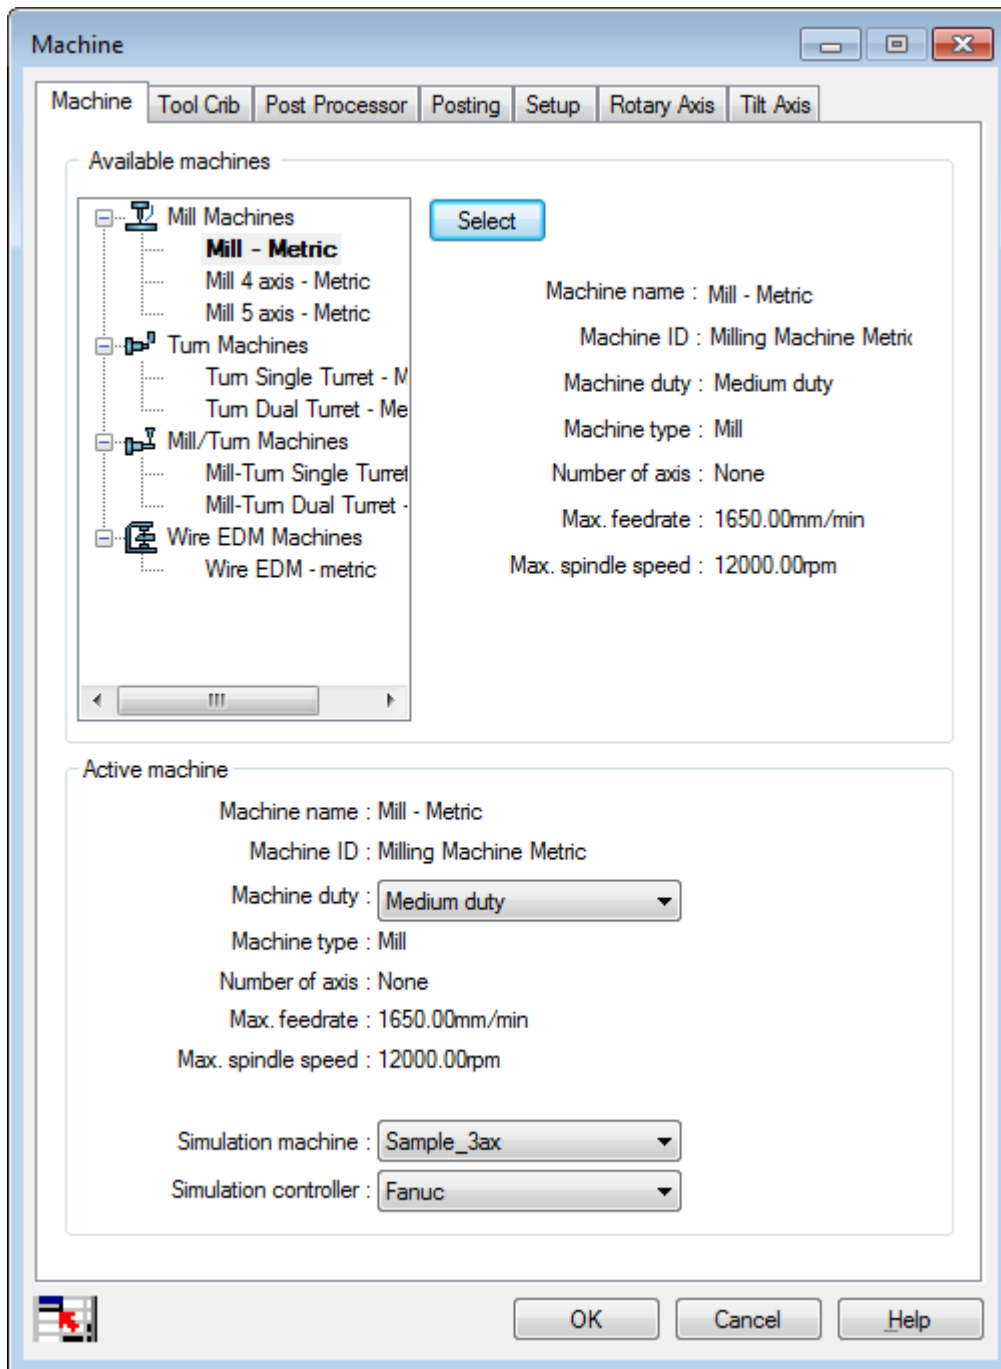 Machine
Machine Tool Crib Post Processor Posting Setup Rotary Axis Tilt Axis
Available machines
Mill Machines
Mill - Metric
Mill 4 axis - Metric
Mill 5 axis - Metric
Turn Machines
Turn Single Turret - M
Turn Dual Turret - Me
Mill/Turn Machines
Mill-Turn Single Turret
Mill-Turn Dual Turret -
Wire EDM Machines
Wire EDM - metric
Select
Machine name : Mill - Metric
Machine ID : Milling Machine Metric
Machine duty : Medium duty
Machine type : Mill
Number of axis : None
Max. feedrate : 1650.00mm/min
Max. spindle speed : 12000.00rpm
Active machine
Machine name : Mill - Metric
Machine ID : Milling Machine Metric
Machine duty : Medium duty
Machine type : Mill
Number of axis : None
Max. feedrate : 1650.00mm/min
Max. spindle speed : 12000.00rpm
Simulation machine : Sample_3ax
Simulation controller : Fanuc
OK Cancel Help